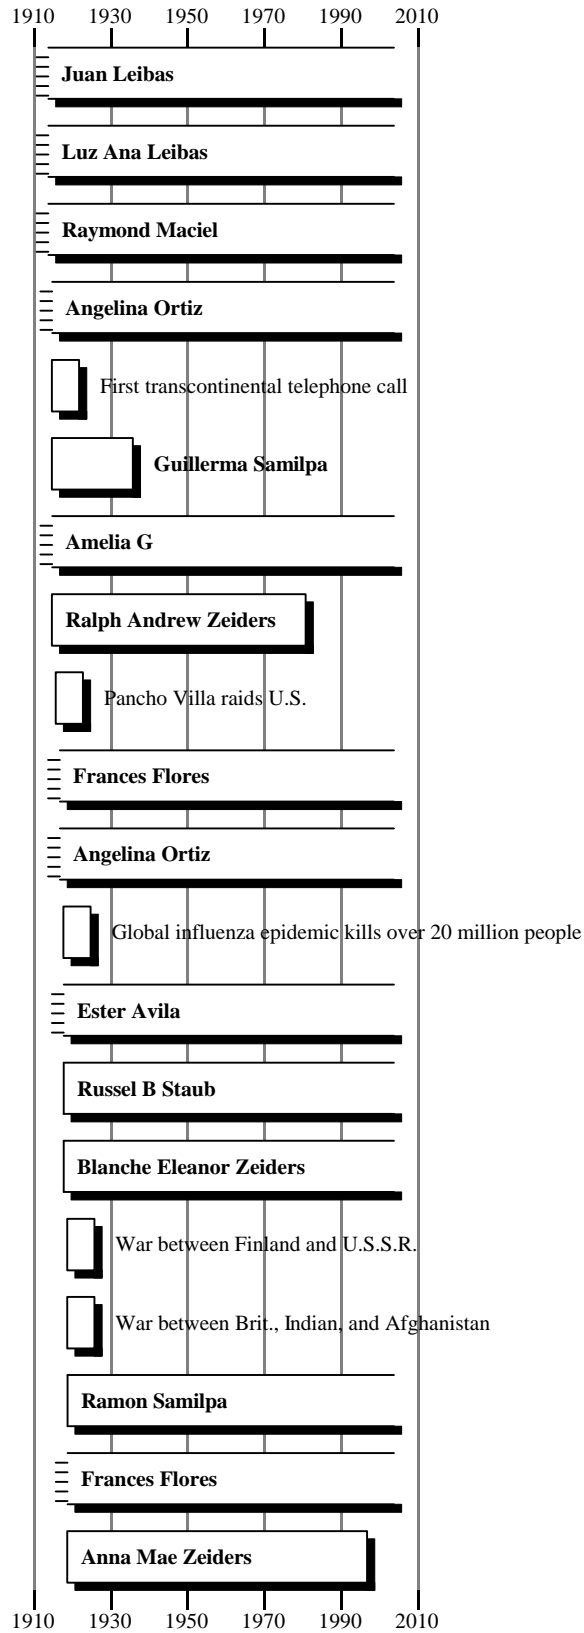 1910 1930 1950 1970 1990 2010
Juan Leibas
Luz Ana Leibas
Raymond Maciel
Angelina Ortiz
First transcontinental telephone call
Guillerma Samilpa
Amelia G
Ralph Andrew Zeiders
Pancho Villa raids U.S.
Frances Flores
Angelina Ortiz
Global influenza epidemic kills over 20 million people
Ester Avila
Russel B Staub
Blanche Eleanor Zeiders
War between Finland and U.S.S.R.
War between Brit., Indian, and Afghanistan
Ramon Samilpa
Frances Flores
Anna Mae Zeiders
1910 1930 1950 1970 1990 2010